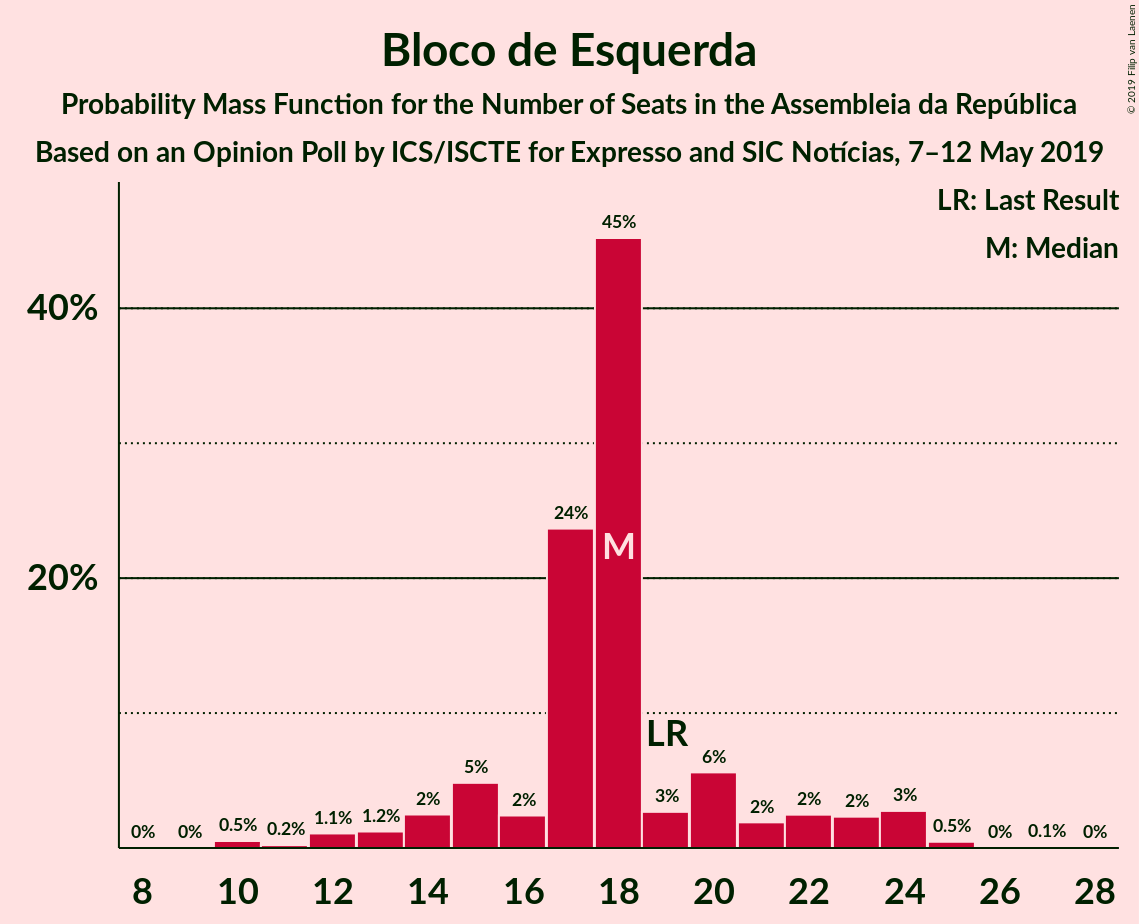 Bloco de Esquerda
Probability Mass Function for the Number of Seats in the Assembleia da República
Based on an Opinion Poll by ICS/ISCTE for Expresso and SIC Notícias, 7–12 May 2019
© 2019 Filip van Laenen
LR: Last Result
M: Median
40%
20%
0%
0%
0.5%
0.2%
1.1%
1.2%
2%
5%
2%
24%
45%
M
LR
3%
6%
2%
2%
2%
3%
0.5%
0%
0.1%
0%
8 10 12 14 16 18 20 22 24 26 28